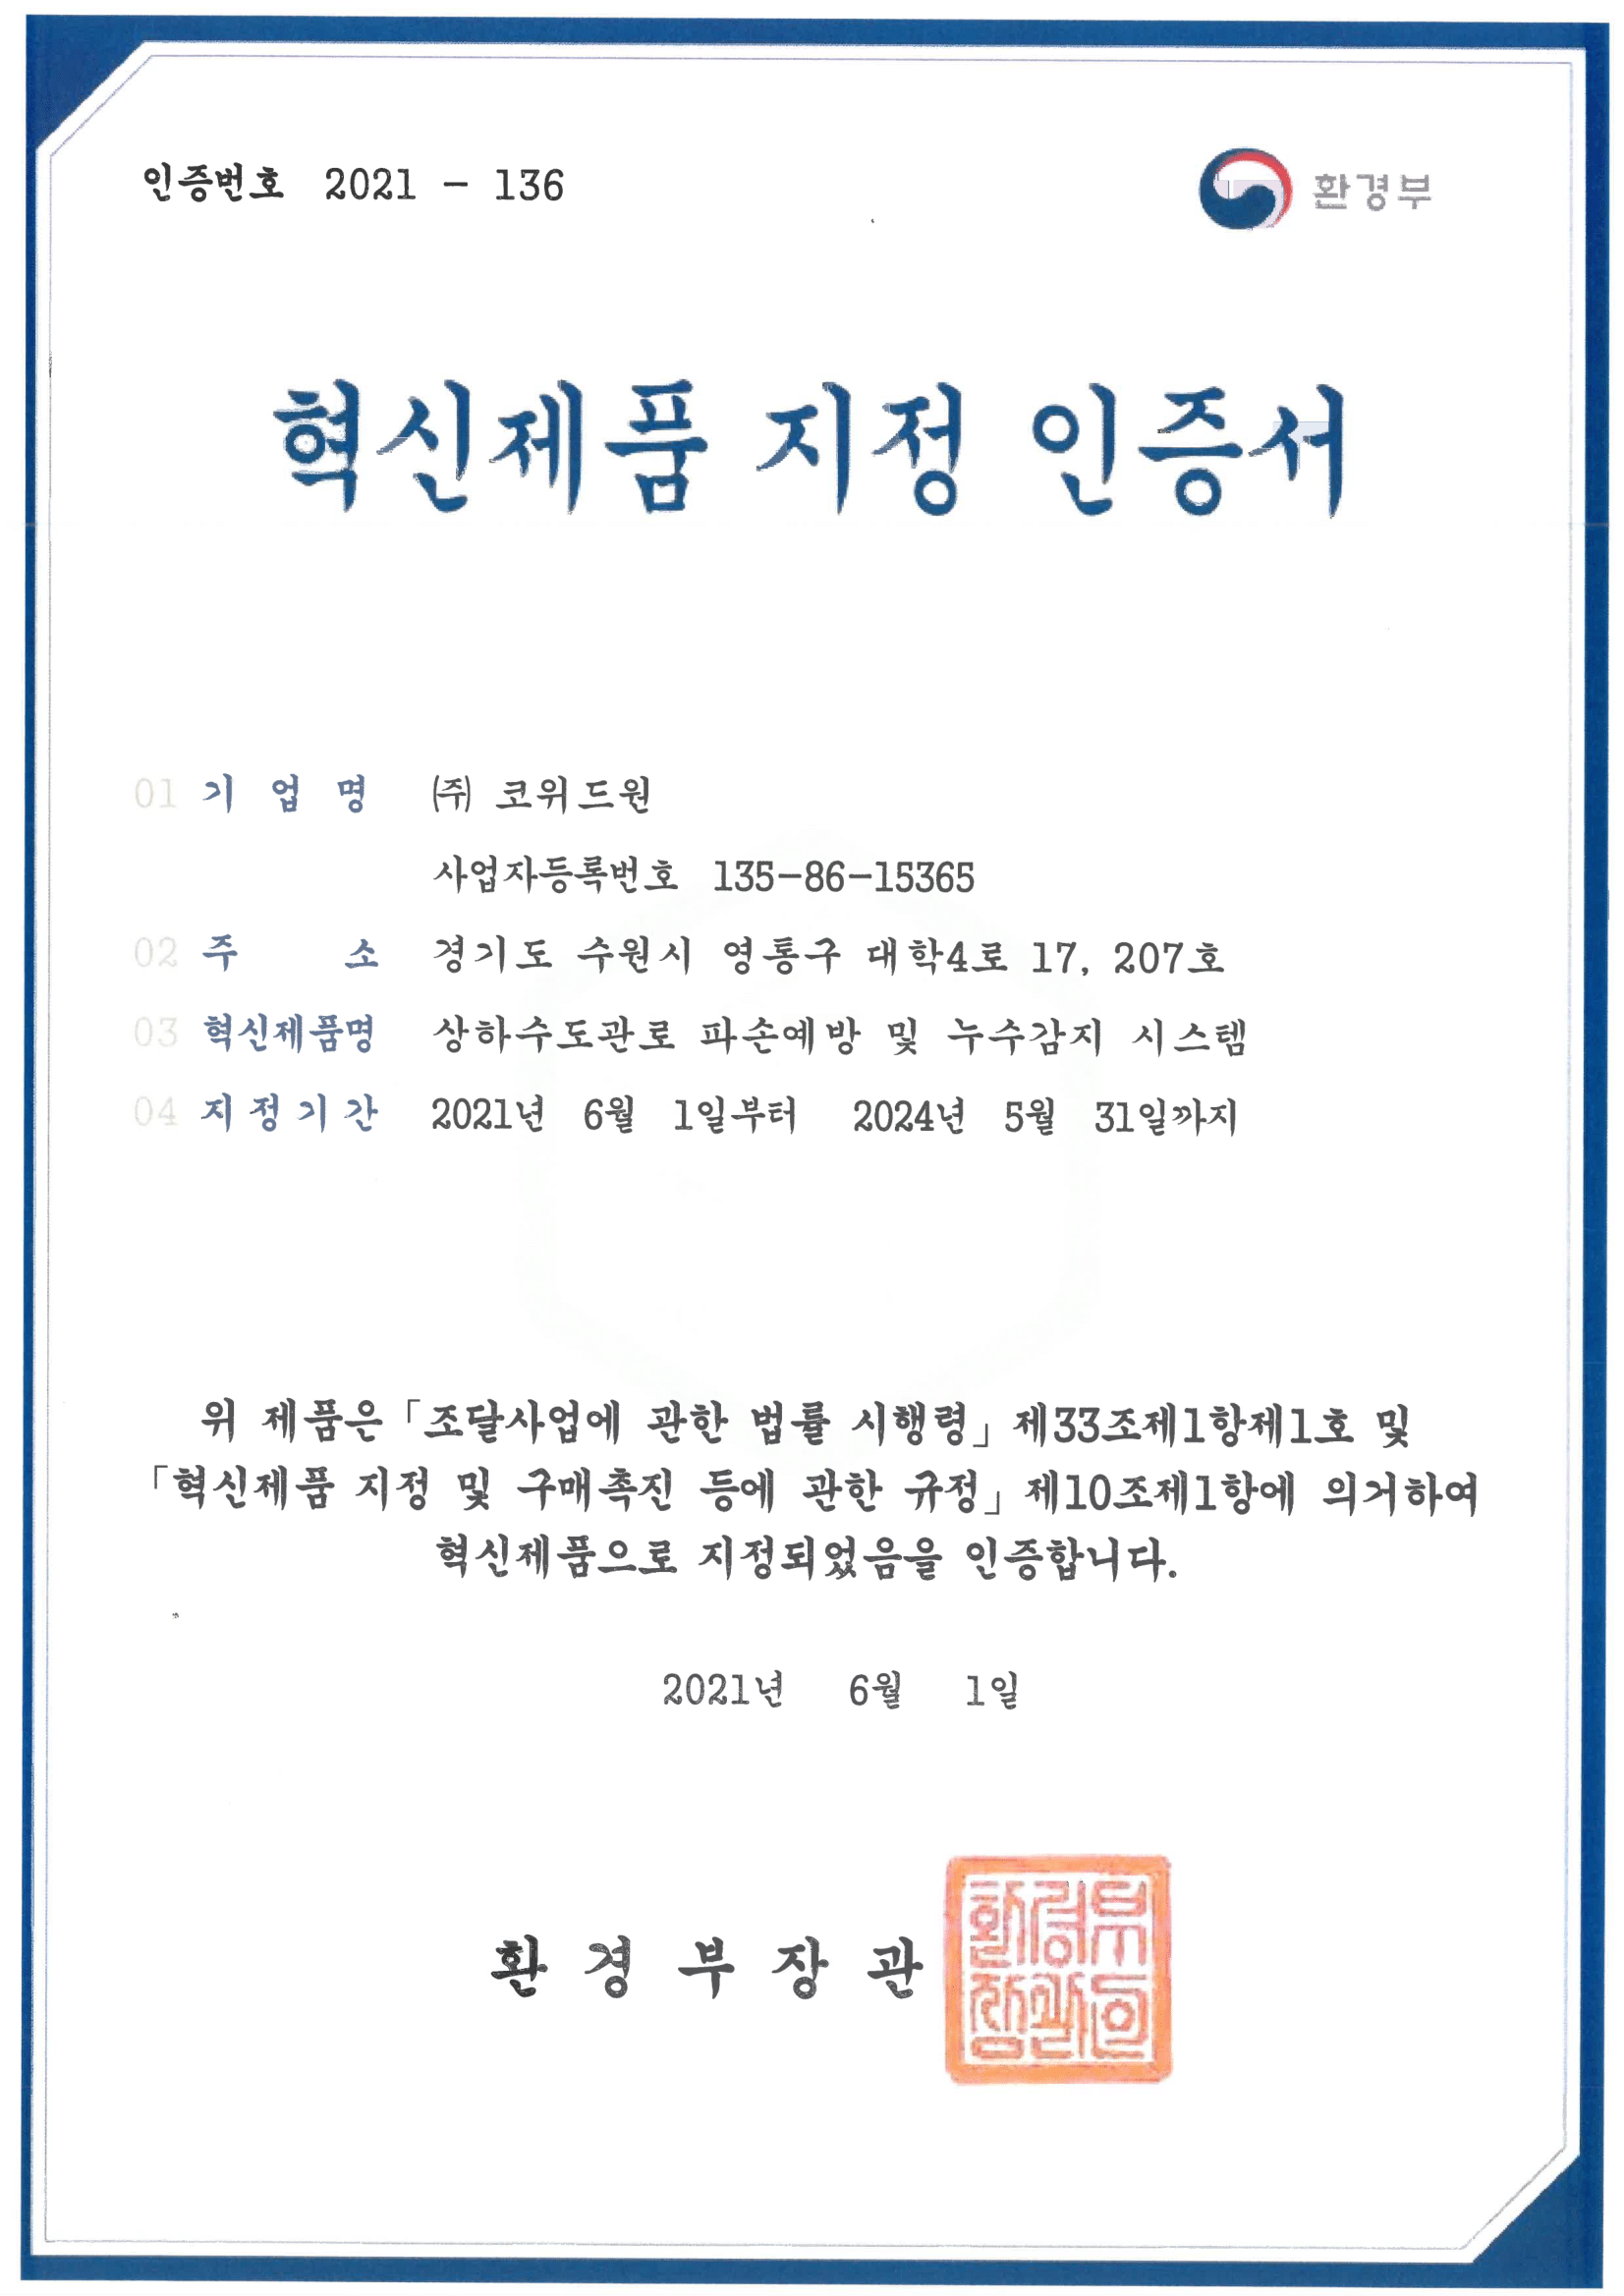 인증번호 2021 - 136
환경부
혁신제품 지정 인증서
01 기 업 명 ㈜ 코위드원
사업자등록번호 135-86-15365
02 주 소 경기도 수원시 영통구 대학4로 17, 207호
03 혁신제품명 상하수도관로 파손예방 및 누수감지 시스템
04 지정기간 2021년 6월 1일부터 2024년 5월 31일까지
위 제품은「조달사업에 관한 법률 시행령」제33조제1항제1호 및
「혁신제품 지정 및 구매촉진 등에 관한 규정」제10조제1항에 의거하여
혁신제품으로 지정되었음을 인증합니다.
2021년 6월 1일
환 경 부 장 관
환경부
장관인